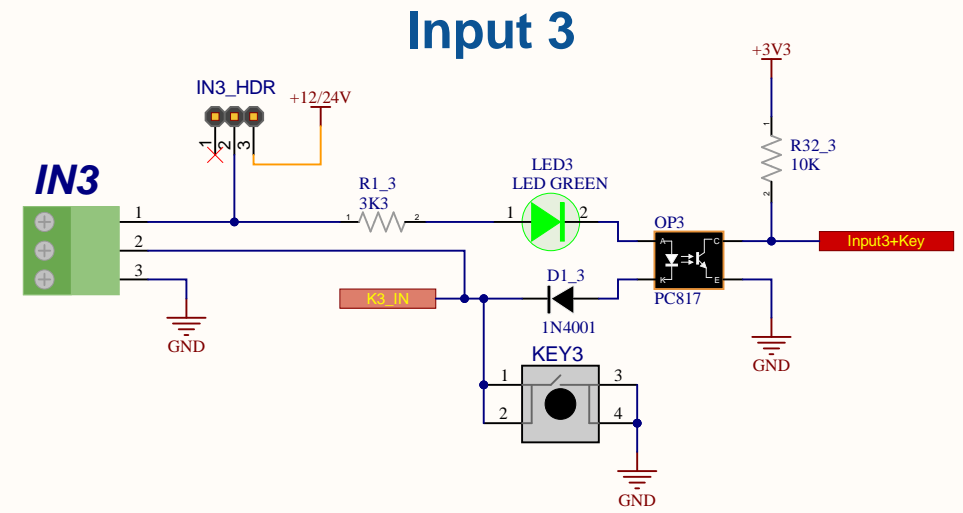 Input 3
+3V3
IN3_HDR
+12/24V
1
2
3
1
R32_3
10K
2
IN3
LED3
LED GREEN
R1_3
3K3
1
1
2
1
2
OP3
A
C
Input3+Key
2
3
K
E
PC817
D1_3
K3_IN
1N4001
GND
GND
KEY3
1
3
2
4
GND